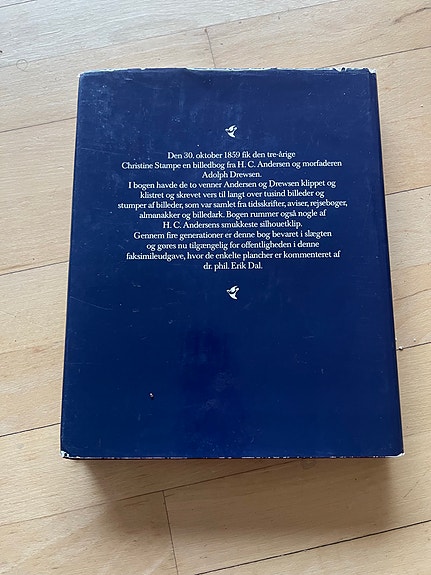 Den 30. oktober 1859 fik den tre-årige
Christine Stampe en billedbog fra H. C. Andersen og morfaderen
Adolph Drewsen.
I bogen havde de to venner Andersen og Drewsen klippet og
klistret og skrevet vers til langt over tusind billeder og
stumper af billeder, som var samlet fra tidsskrifter, aviser, rejsebøger,
almanakker og billedark. Bogen rummer også nogle af
H. C. Andersens smukkeste silhouetklip.
Gennem fire generationer er denne bog bevaret i slægten
og gøres nu tilgængelig for offentligheden i denne
faksimileudgave, hvor de enkelte plancher er kommenteret af
dr. phil. Erik Dal.